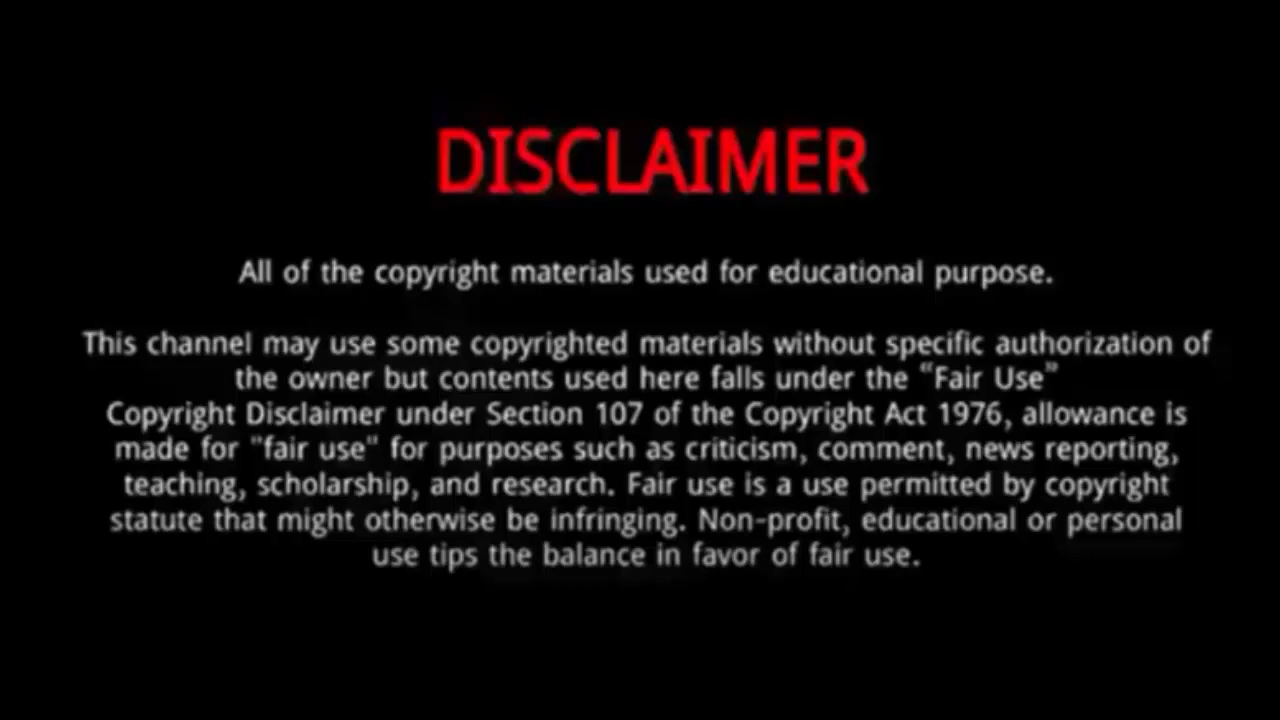 DISCLAIMER
All of the copyright materials used for educational purpose.
This channel may use some copyrighted materials without specific authorization of
the owner but contents used here falls under the “Fair Use”
Copyright Disclaimer under Section 107 of the Copyright Act 1976, allowance is
made for "fair use" for purposes such as criticism, comment, news reporting,
teaching, scholarship, and research. Fair use is a use permitted by copyright
statute that might otherwise be infringing. Non-profit, educational or personal
use tips the balance in favor of fair use.